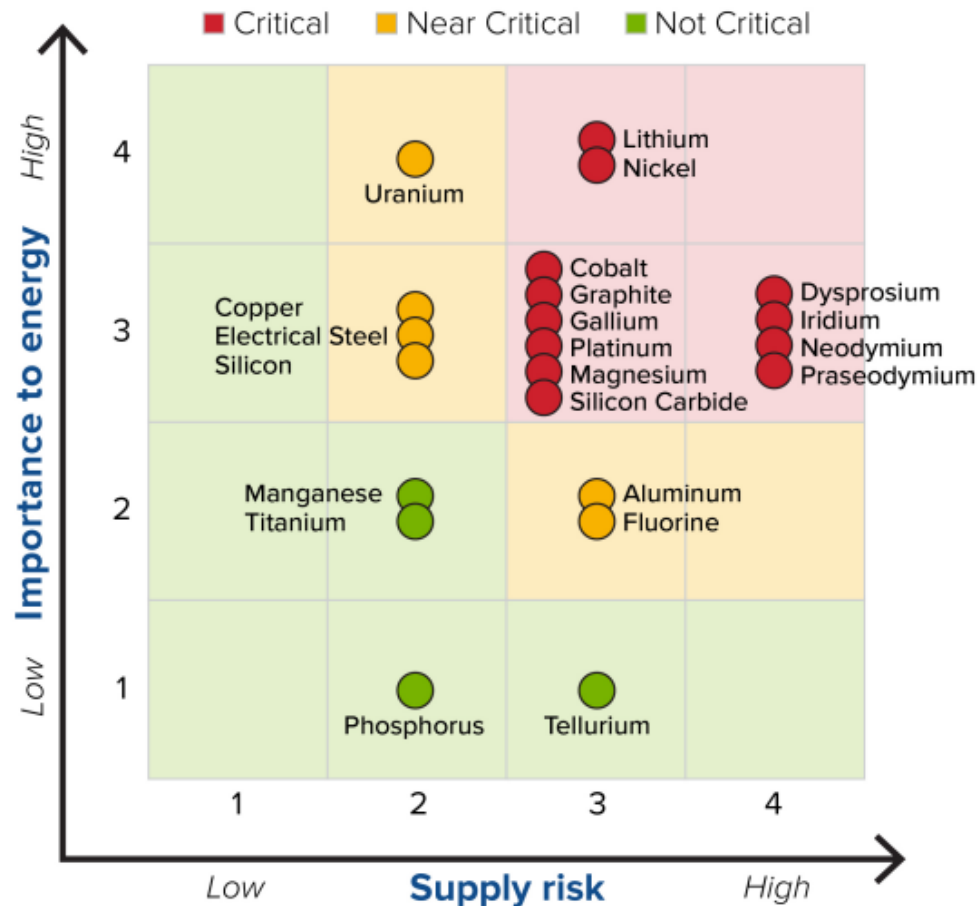 Critical
Near Critical
Not Critical
High
4
Lithium
Nickel
Uranium
Importance to energy
3
Copper
Electrical Steel
Silicon
Cobalt
Graphite
Gallium
Platinum
Magnesium
Silicon Carbide
Dysprosium
Iridium
Neodymium
Praseodymium
2
Manganese
Titanium
Aluminum
Fluorine
Low
1
Phosphorus
Tellurium
1
2
3
4
Low
Supply risk
High